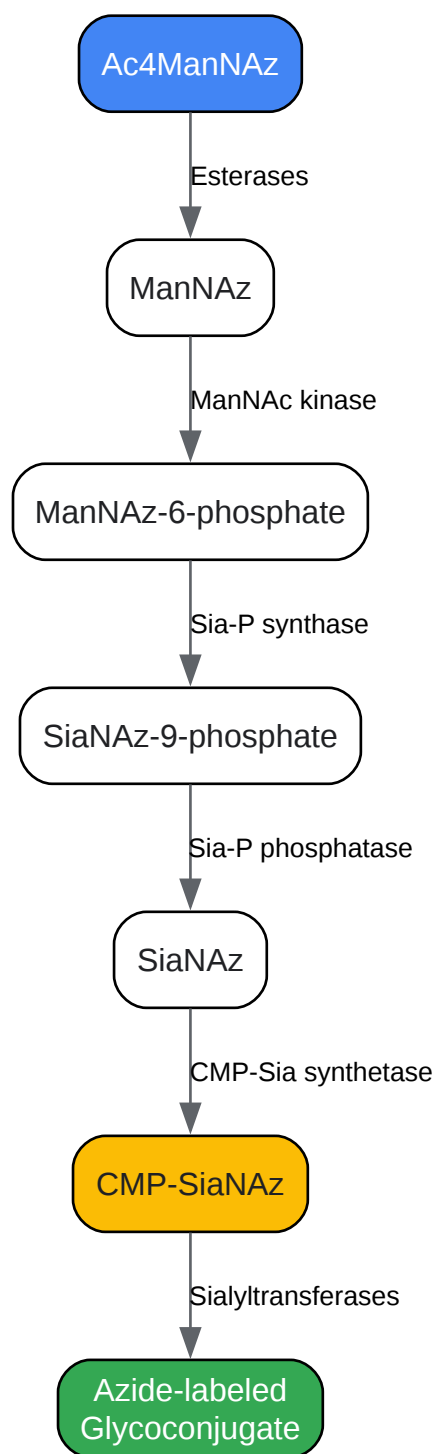 Ac4ManNAz
Esterases
ManNAz
ManNAc kinase
ManNAz-6-phosphate
Sia-P synthase
SiaNAz-9-phosphate
Sia-P phosphatase
SiaNAz
CMP-Sia synthetase
CMP-SiaNAz
Sialyltransferases
Azide-labeled
Glycoconjugate